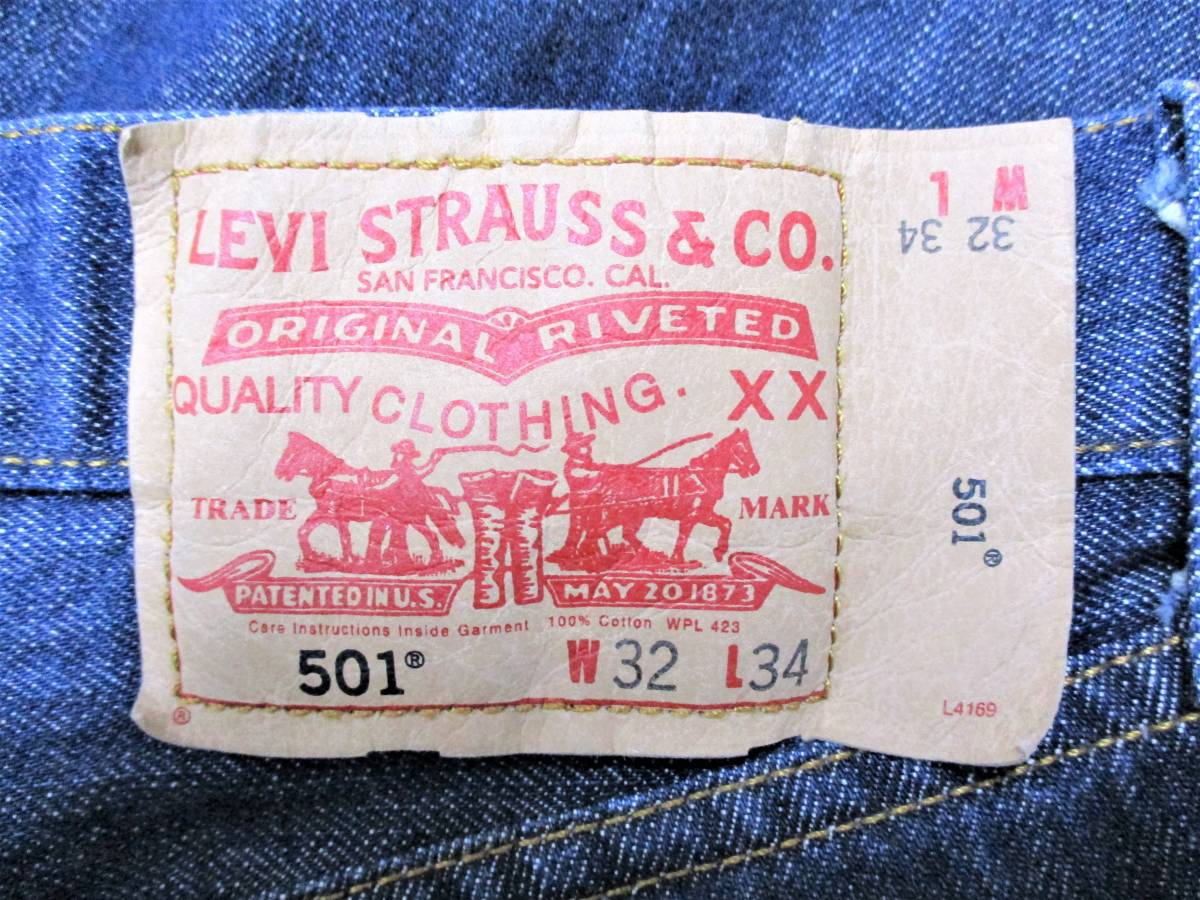 LEVI STRAUSS & CO.
SAN FRANCISCO. CAL.
ORIGINAL RIVETED
QUALITY CLOTHING. XX
TRADE MARK
PATENTED IN U.S. MAY 20 1873
Care Instructions Inside Garment 100% Cotton WPL 423
501® W 32 L 34
®
W L
32 34
501®
L4169